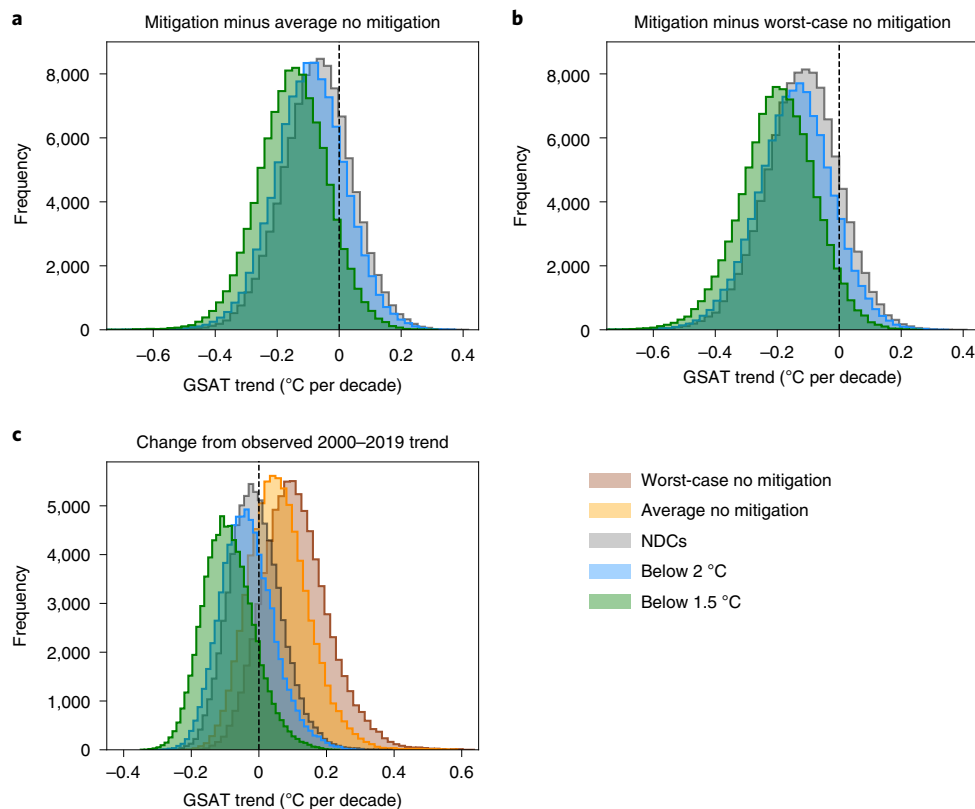 a
Mitigation minus average no mitigation
8,000
6,000
4,000
2,000
0
Frequency
−0.6 −0.4 −0.2 0 0.2 0.4
GSAT trend (°C per decade)
b
Mitigation minus worst-case no mitigation
8,000
6,000
4,000
2,000
0
Frequency
−0.6 −0.4 −0.2 0 0.2 0.4
GSAT trend (°C per decade)
c
Change from observed 2000–2019 trend
5,000
4,000
3,000
2,000
1,000
0
Frequency
−0.4 −0.2 0 0.2 0.4 0.6
GSAT trend (°C per decade)
Worst-case no mitigation
Average no mitigation
NDCs
Below 2 °C
Below 1.5 °C